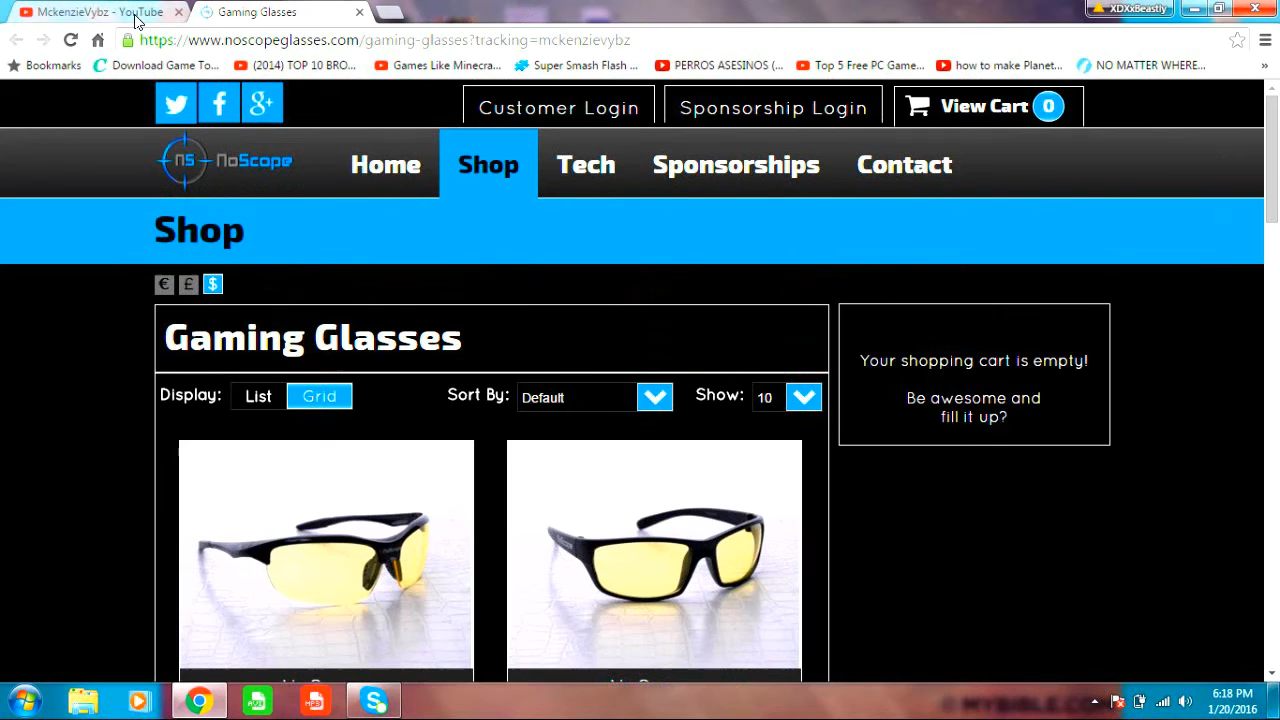 MckenzieVybz - YouTube
Gaming Glasses
XDXxBeastly
https://www.noscopeglasses.com/gaming-glasses?tracking=mckenzievybz
Bookmarks
Download Game To...
(2014) TOP 10 BRO...
Games Like Minecra...
Super Smash Flash ...
PERROS ASESINOS (...
Top 5 Free PC Game...
how to make Planet...
NO MATTER WHERE...
»
Customer Login
Sponsorship Login
View Cart 0
NS NoScope
Home
Shop
Tech
Sponsorships
Contact
Shop
€ £ $
Gaming Glasses
Display: List Grid
Sort By: Default
Show: 10
Your shopping cart is empty!
Be awesome and
fill it up?
AVI
MP3
6:18 PM
1/20/2016